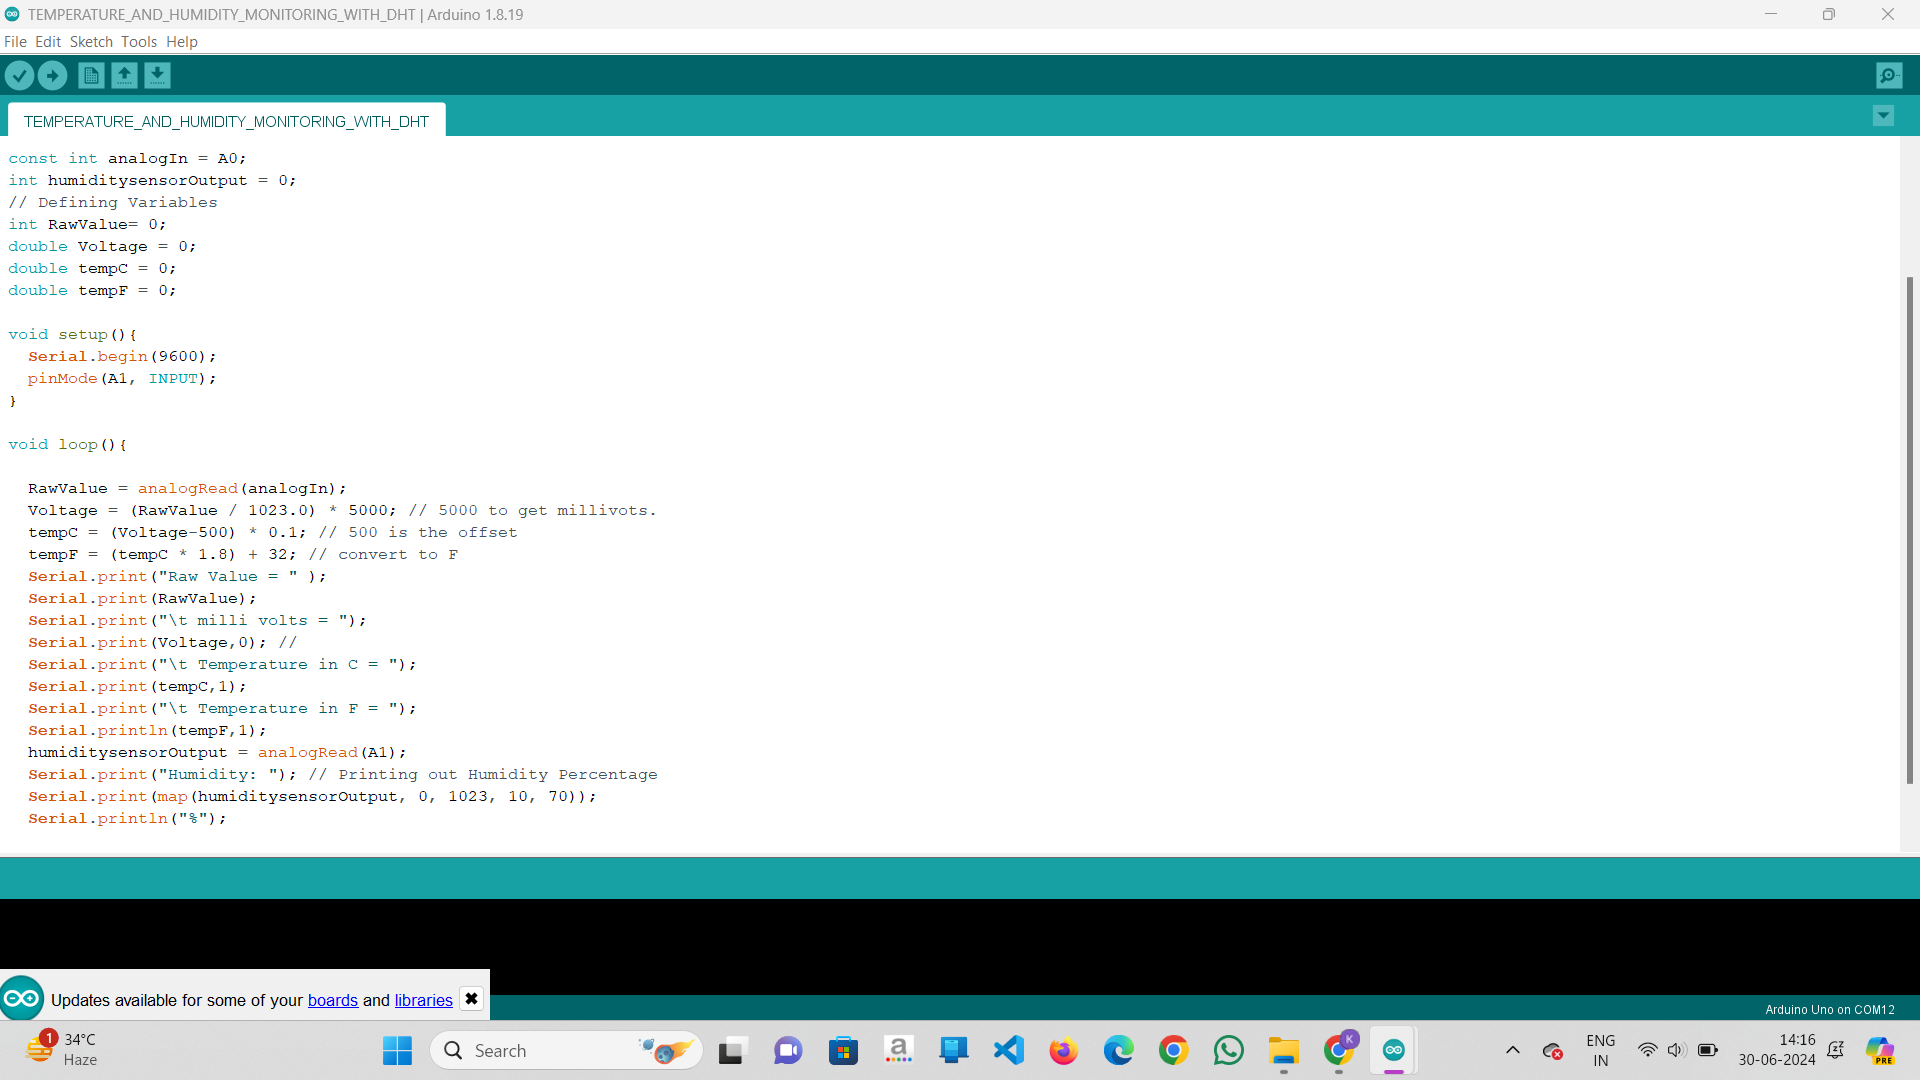 TEMPERATURE_AND_HUMIDITY_MONITORING_WITH_DHT | Arduino 1.8.19
File Edit Sketch Tools Help
TEMPERATURE_AND_HUMIDITY_MONITORING_WITH_DHT
const int analogIn = A0;
int humiditysensorOutput = 0;
// Defining Variables
int RawValue= 0;
double Voltage = 0;
double tempC = 0;
double tempF = 0;
void setup(){
  Serial.begin(9600);
  pinMode(A1, INPUT);
}
void loop(){
  RawValue = analogRead(analogIn);
  Voltage = (RawValue / 1023.0) * 5000; // 5000 to get millivots.
  tempC = (Voltage-500) * 0.1; // 500 is the offset
  tempF = (tempC * 1.8) + 32; // convert to F
  Serial.print("Raw Value = " );
  Serial.print(RawValue);
  Serial.print("\t milli volts = ");
  Serial.print(Voltage,0); //
  Serial.print("\t Temperature in C = ");
  Serial.print(tempC,1);
  Serial.print("\t Temperature in F = ");
  Serial.println(tempF,1);
  humiditysensorOutput = analogRead(A1);
  Serial.print("Humidity: "); // Printing out Humidity Percentage
  Serial.print(map(humiditysensorOutput, 0, 1023, 10, 70));
  Serial.println("%");
Updates available for some of your boards and libraries
Arduino Uno on COM12
1
34°C
Haze
Search
a
K
ENG
IN
14:16
30-06-2024
PRE